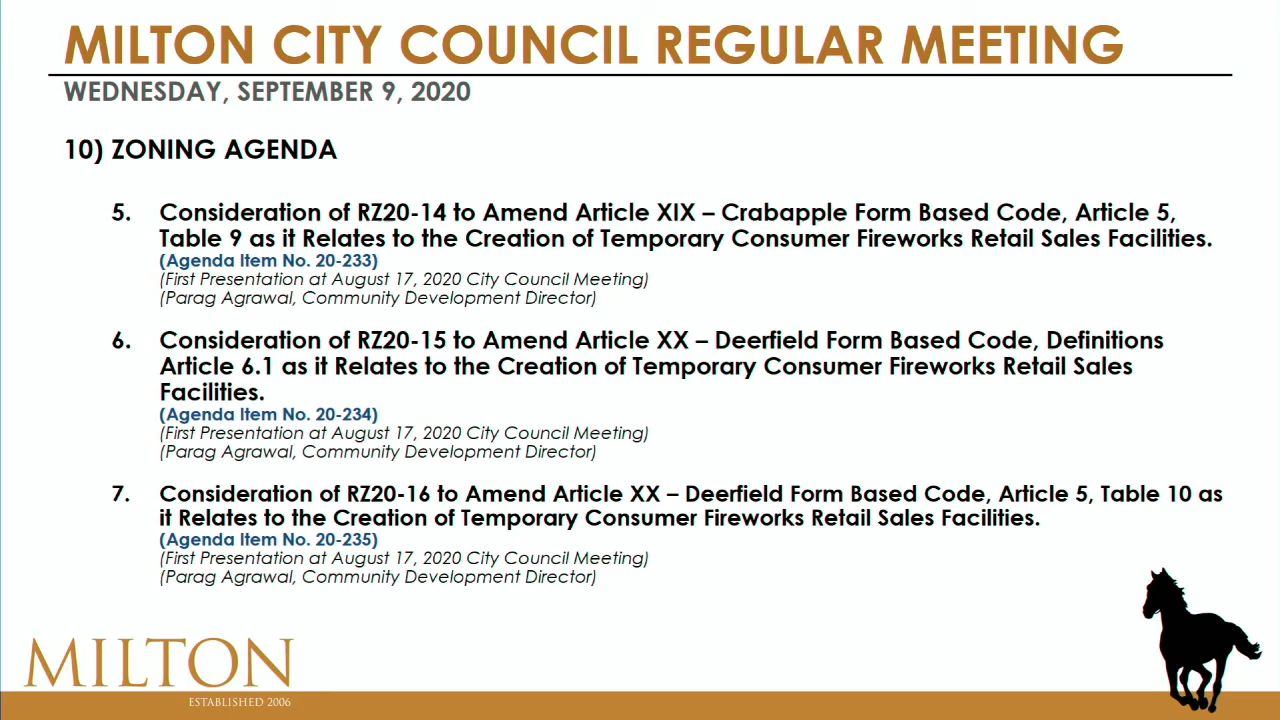 MILTON CITY COUNCIL REGULAR MEETING
WEDNESDAY, SEPTEMBER 9, 2020
10) ZONING AGENDA
5. Consideration of RZ20-14 to Amend Article XIX – Crabapple Form Based Code, Article 5,
Table 9 as it Relates to the Creation of Temporary Consumer Fireworks Retail Sales Facilities.
(Agenda Item No. 20-233)
(First Presentation at August 17, 2020 City Council Meeting)
(Parag Agrawal, Community Development Director)
6. Consideration of RZ20-15 to Amend Article XX – Deerfield Form Based Code, Definitions
Article 6.1 as it Relates to the Creation of Temporary Consumer Fireworks Retail Sales
Facilities.
(Agenda Item No. 20-234)
(First Presentation at August 17, 2020 City Council Meeting)
(Parag Agrawal, Community Development Director)
7. Consideration of RZ20-16 to Amend Article XX – Deerfield Form Based Code, Article 5, Table 10 as
it Relates to the Creation of Temporary Consumer Fireworks Retail Sales Facilities.
(Agenda Item No. 20-235)
(First Presentation at August 17, 2020 City Council Meeting)
(Parag Agrawal, Community Development Director)
MILTON
ESTABLISHED 2006